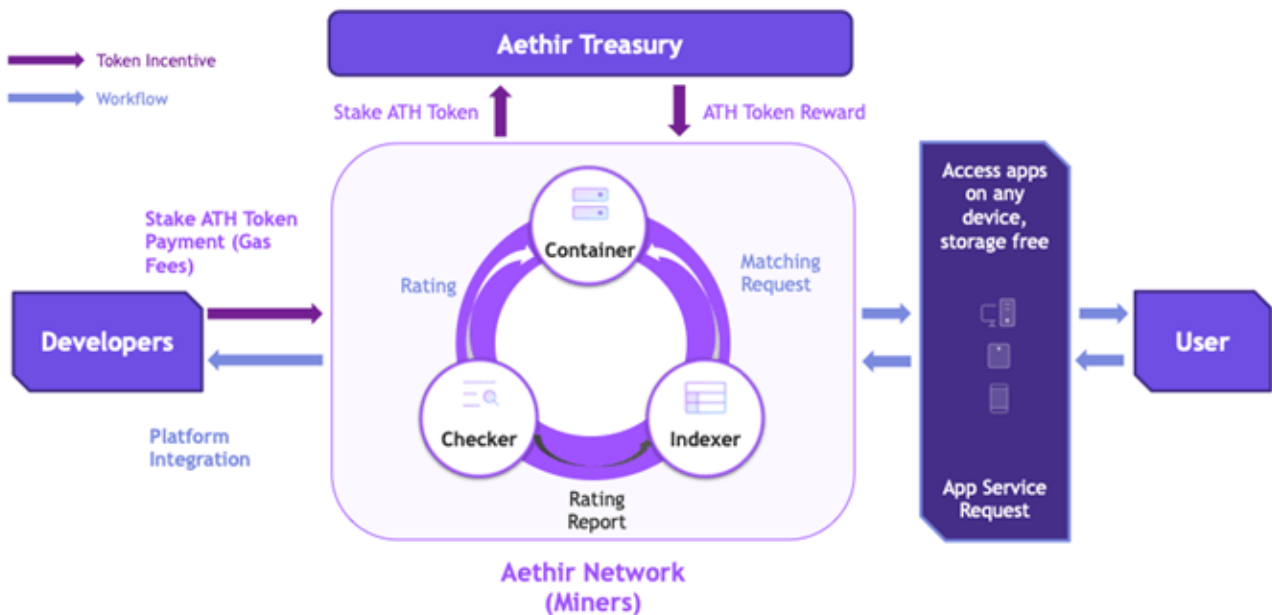 Aethir Treasury
Token Incentive
Workflow
Stake ATH Token
ATH Token Reward
Stake ATH Token
Payment (Gas
Fees)
Developers
Platform
Integration
Container
Rating
Matching
Request
Checker
Indexer
Rating
Report
Aethir Network
(Miners)
Access apps
on any
device,
storage free
App Service
Request
User